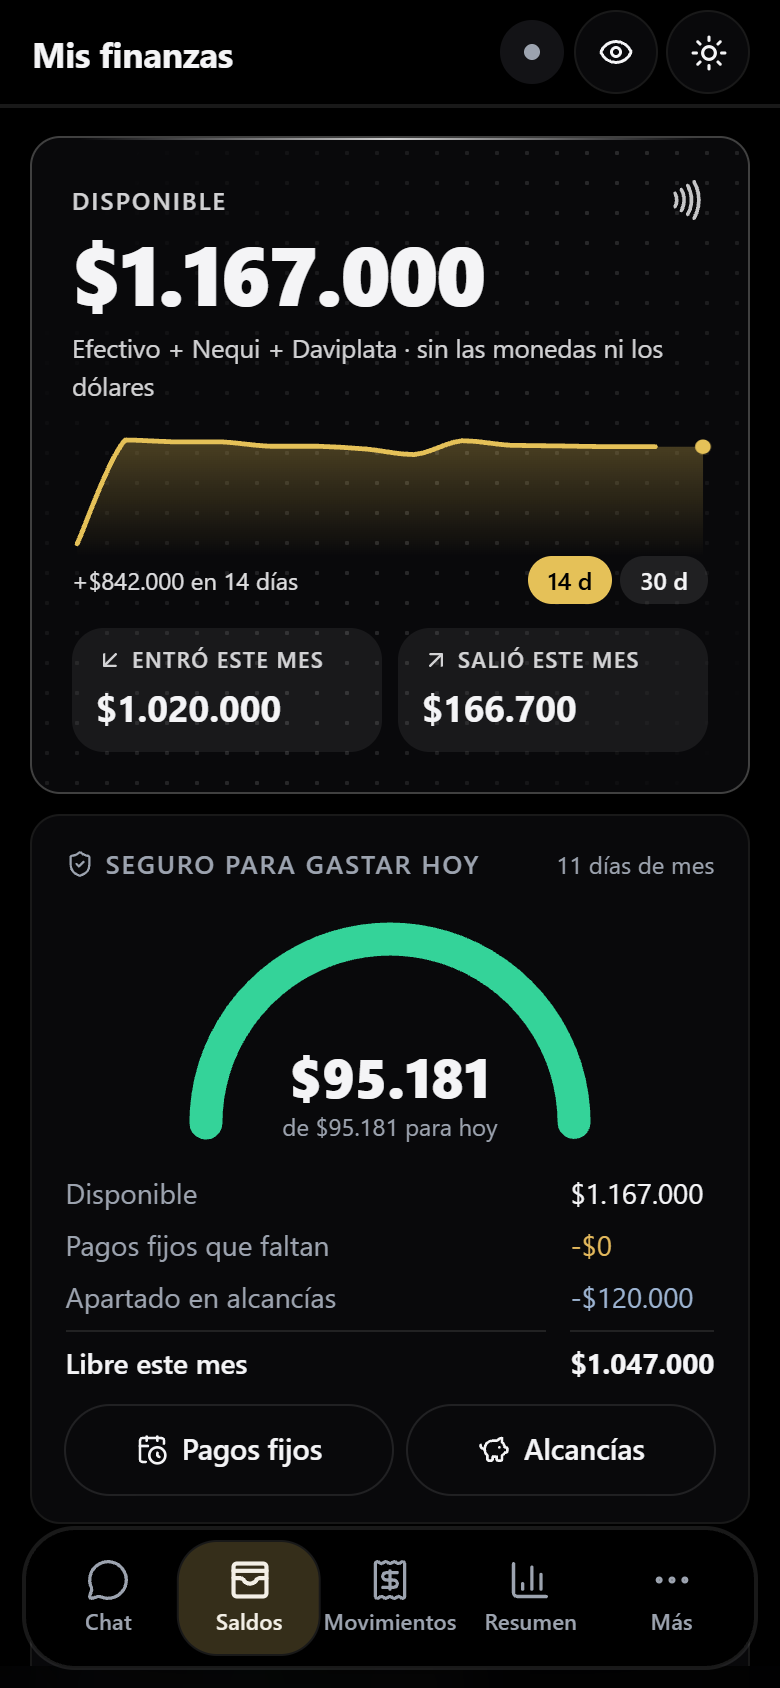 Mis finanzas
DISPONIBLE
$1.167.000
Efectivo + Nequi + Daviplata · sin las monedas ni los
dólares
+$842.000 en 14 días
14 d
30 d
ENTRÓ ESTE MES
$1.020.000
SALIÓ ESTE MES
$166.700
SEGURO PARA GASTAR HOY
11 días de mes
$95.181
de $95.181 para hoy
Disponible
$1.167.000
Pagos fijos que faltan
-$0
Apartado en alcancías
-$120.000
Libre este mes
$1.047.000
Pagos fijos
Alcancías
Chat
Saldos
Movimientos
Resumen
Más